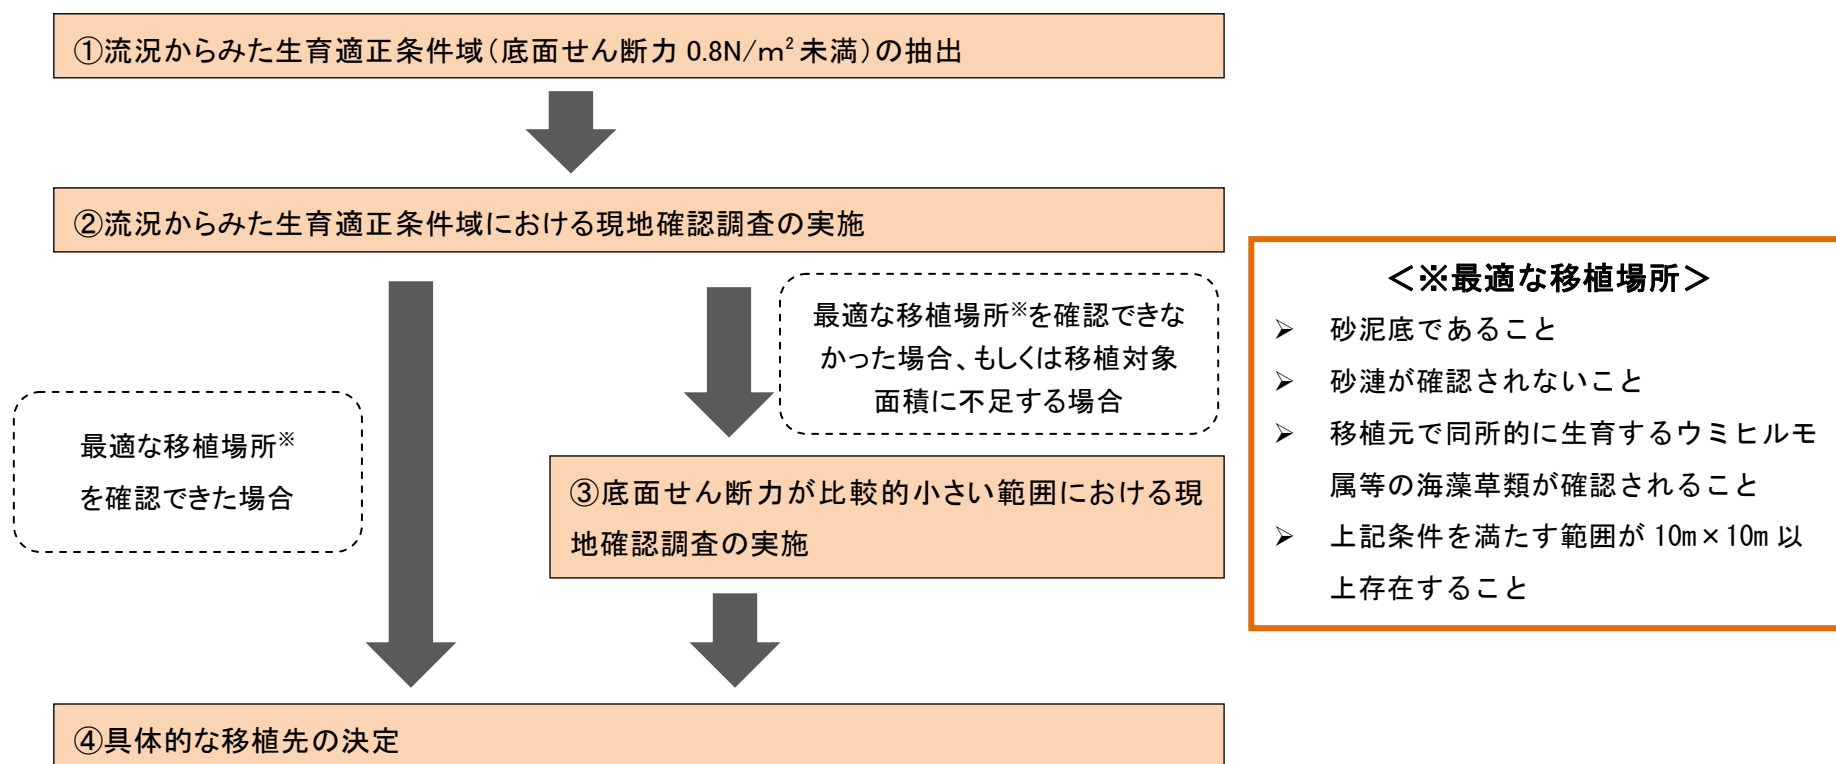 ①流況からみた生育適正条件域（底面せん断力 0.8N/ｍ²未満）の抽出
②流況からみた生育適正条件域における現地確認調査の実施
最適な移植場所※を確認できな
かった場合、もしくは移植対象
面積に不足する場合
最適な移植場所※
を確認できた場合
③底面せん断力が比較的小さい範囲における現
地確認調査の実施
④具体的な移植先の決定
＜※最適な移植場所＞
➢ 砂泥底であること
➢ 砂漣が確認されないこと
➢ 移植元で同所的に生育するウミヒルモ
属等の海藻草類が確認されること
➢ 上記条件を満たす範囲が 10m×10m 以
上存在すること